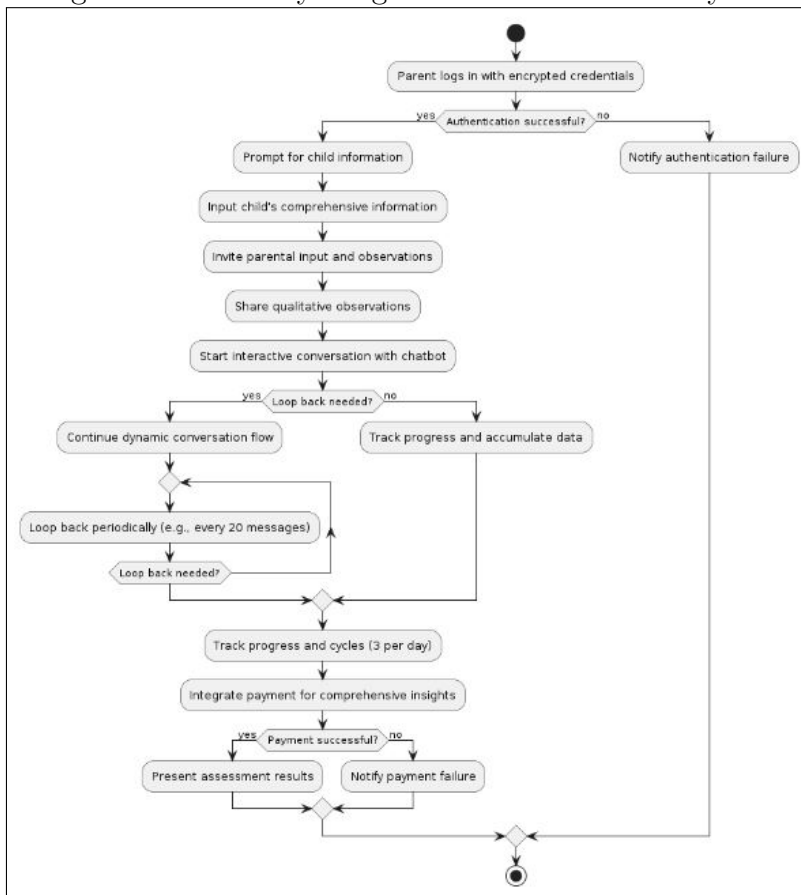 Parent logs in with encrypted credentials
yes
Authentication successful?
no
Prompt for child information
Notify authentication failure
Input child's comprehensive information
Invite parental input and observations
Share qualitative observations
Start interactive conversation with chatbot
yes
Loop back needed?
no
Continue dynamic conversation flow
Track progress and accumulate data
Loop back periodically (e.g., every 20 messages)
Loop back needed?
Track progress and cycles (3 per day)
Integrate payment for comprehensive insights
yes
Payment successful?
no
Present assessment results
Notify payment failure